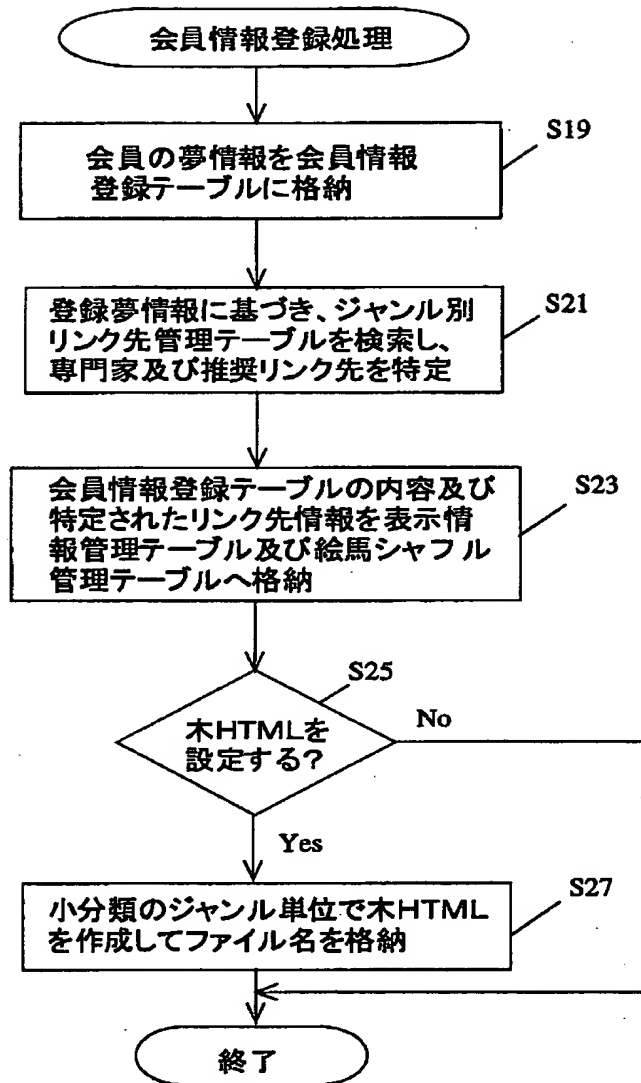 会員情報登録処理
S19
会員の夢情報を会員情報
登録テーブルに格納
S21
登録夢情報に基づき、ジャンル別
リンク先管理テーブルを検索し、
専門家及び推奨リンク先を特定
S23
会員情報登録テーブルの内容及び
特定されたリンク先情報を表示情
報管理テーブル及び絵馬シャフル
管理テーブルへ格納
S25
木HTMLを
設定する?
No
Yes
S27
小分類のジャンル単位で木HTML
を作成してファイル名を格納
終了